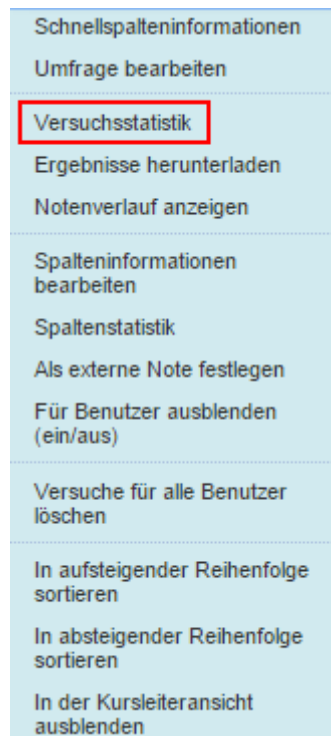 Schnellspalteninformationen
Umfrage bearbeiten
Versuchsstatistik
Ergebnisse herunterladen
Notenverlauf anzeigen
Spalteninformationen
bearbeiten
Spaltenstatistik
Als externe Note festlegen
Für Benutzer ausblenden
(ein/aus)
Versuche für alle Benutzer
löschen
In aufsteigender Reihenfolge
sortieren
In absteigender Reihenfolge
sortieren
In der Kursleiteransicht
ausblenden